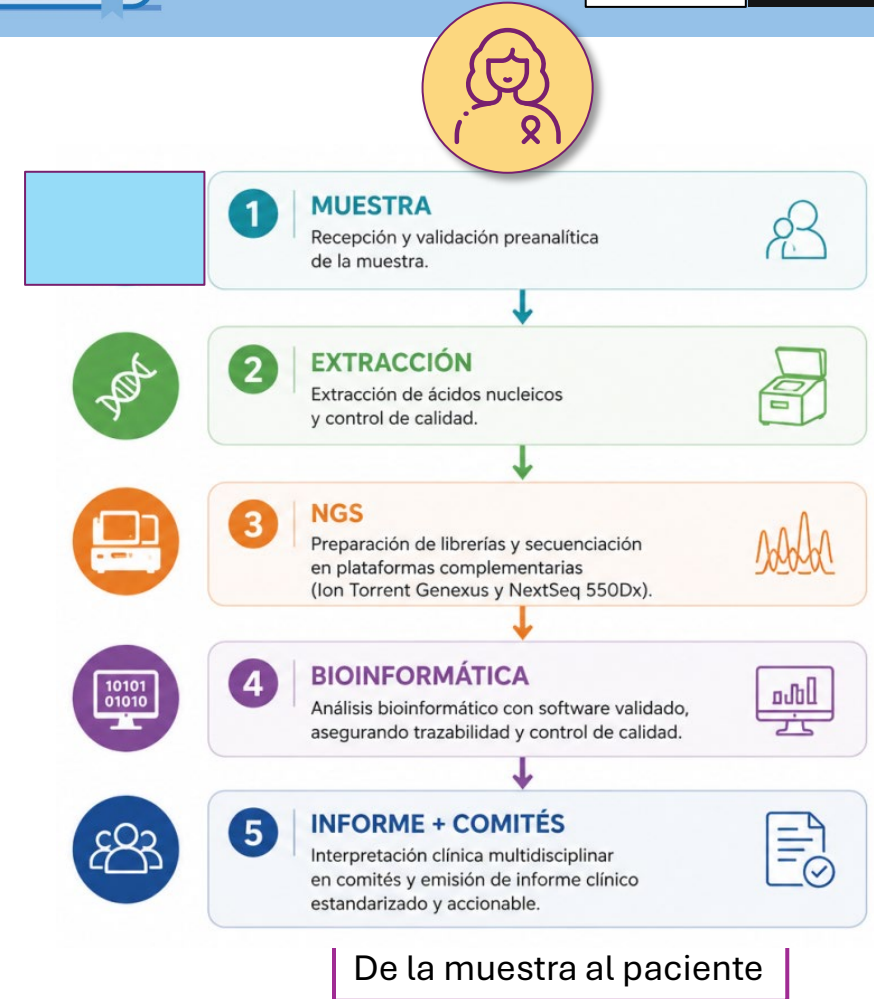 1
MUESTRA
Recepción y validación preanalítica
de la muestra.
2
EXTRACCIÓN
Extracción de ácidos nucleicos
y control de calidad.
3
NGS
Preparación de librerías y secuenciación
en plataformas complementarias
(Ion Torrent Genexus y NextSeq 550Dx).
10101
01010
4
BIOINFORMÁTICA
Análisis bioinformático con software validado,
asegurando trazabilidad y control de calidad.
5
INFORME + COMITÉS
Interpretación clínica multidisciplinar
en comités y emisión de informe clínico
estandarizado y accionable.
De la muestra al paciente